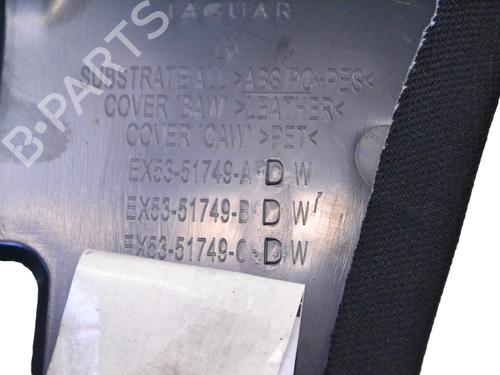 JAGUAR
LH
SUBSTRATE ALL >ABS/PC+PES<
COVER 'BAW' >LEATHER<
COVER 'CAW' >PET<
EX53-51749-A D W
EX53-51749-B D W
EX53-51749-C D W
B-PARTS